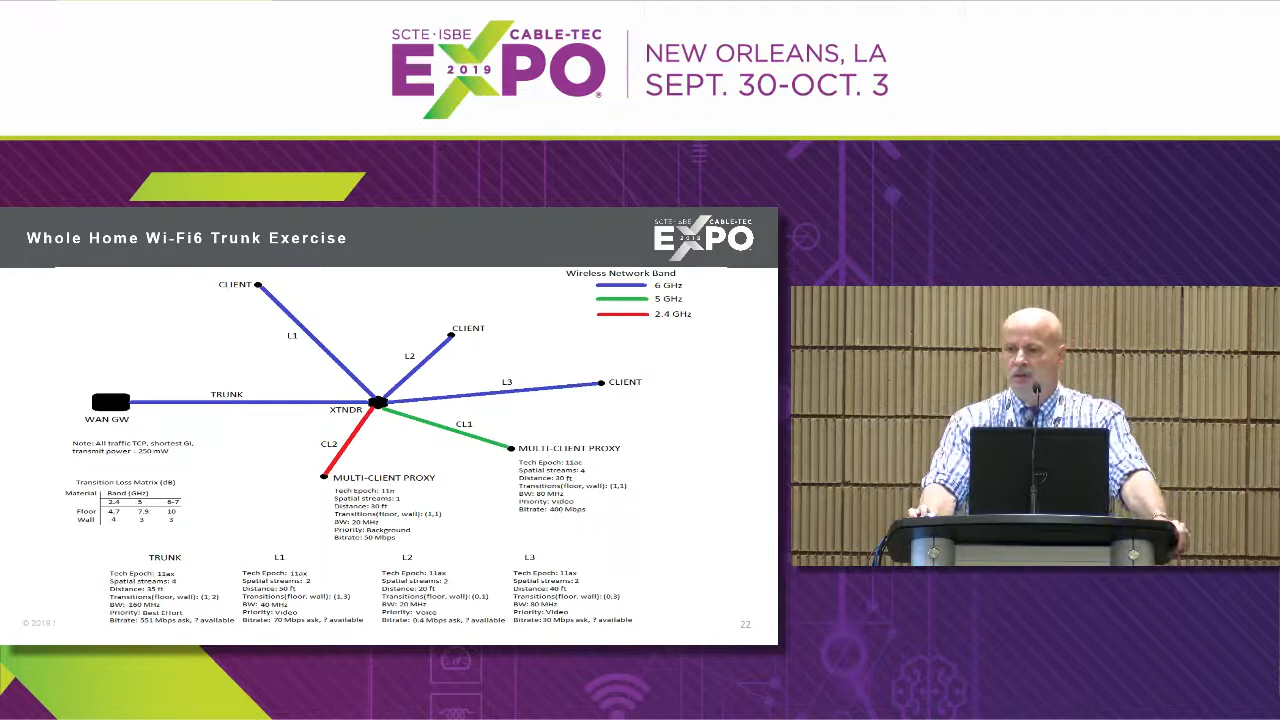 SCTE·ISBE CABLE-TEC
EXPO
2019
NEW ORLEANS, LA
SEPT. 30-OCT. 3
Whole Home Wi-Fi6 Trunk Exercise
SCTE·ISBE CABLE-TEC
EXPO
2019
Wireless Network Band
6 GHz
5 GHz
2.4 GHz
CLIENT
L1
CLIENT
L2
L3
CLIENT
TRUNK
WAN GW
XTNDR
CL1
CL2
Note: All traffic TCP, shortest GI,
transmit power = 250 mW
MULTI-CLIENT PROXY
Tech Epoch: 11ac
Spatial streams: 4
Distance: 30 ft
Transitions(floor, wall): (1,1)
BW: 80 MHz
Priority: Video
Bitrate: 400 Mbps
MULTI-CLIENT PROXY
Tech Epoch: 11n
Spatial streams: 1
Distance: 30 ft
Transitions(floor, wall): (1,1)
BW: 20 MHz
Priority: Background
Bitrate: 50 Mbps
Transition Loss Matrix (dB)
Material Band (GHz)
2.4 5 6-7
Floor 4.7 7.9 10
Wall 4 3 3
TRUNK
Tech Epoch: 11ax
Spatial streams: 4
Distance: 35 ft
Transitions(floor, wall): (1, 2)
BW: 160 MHz
Priority: Best Effort
Bitrate: 551 Mbps ask, ? available
L1
Tech Epoch: 11ax
Spatial streams: 2
Distance: 50 ft
Transitions(floor, wall): (1,3)
BW: 40 MHz
Priority: Video
Bitrate: 70 Mbps ask, ? available
L2
Tech Epoch: 11ax
Spatial streams: 2
Distance: 20 ft
Transitions(floor, wall): (0,1)
BW: 20 MHz
Priority: Voice
Bitrate: 0.4 Mbps ask, ? available
L3
Tech Epoch: 11ax
Spatial streams: 2
Distance: 40 ft
Transitions(floor, wall): (0,3)
BW: 80 MHz
Priority: Video
Bitrate: 30 Mbps ask, ? available
© 2019
22